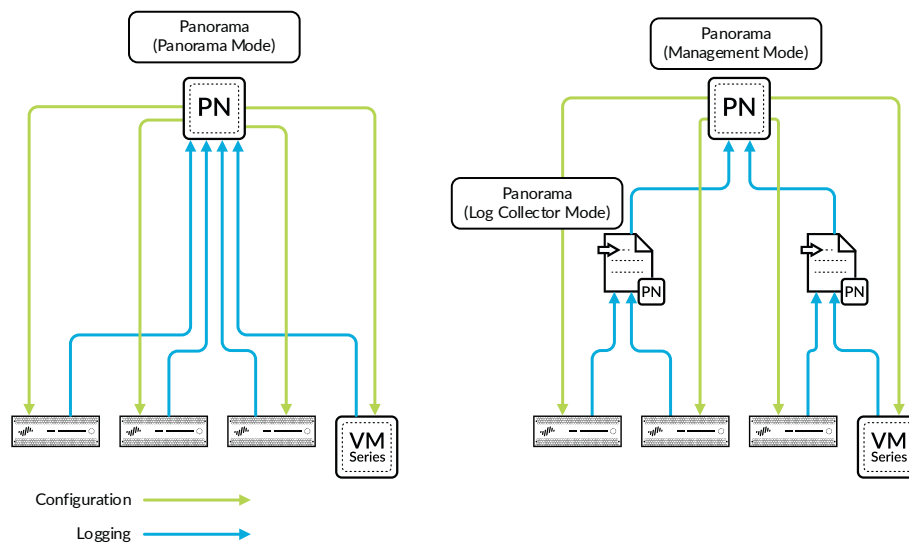 Panorama
(Panorama Mode)
PN
VM
Series
Panorama
(Management Mode)
PN
Panorama
(Log Collector Mode)
PN
PN
VM
Series
Configuration
Logging